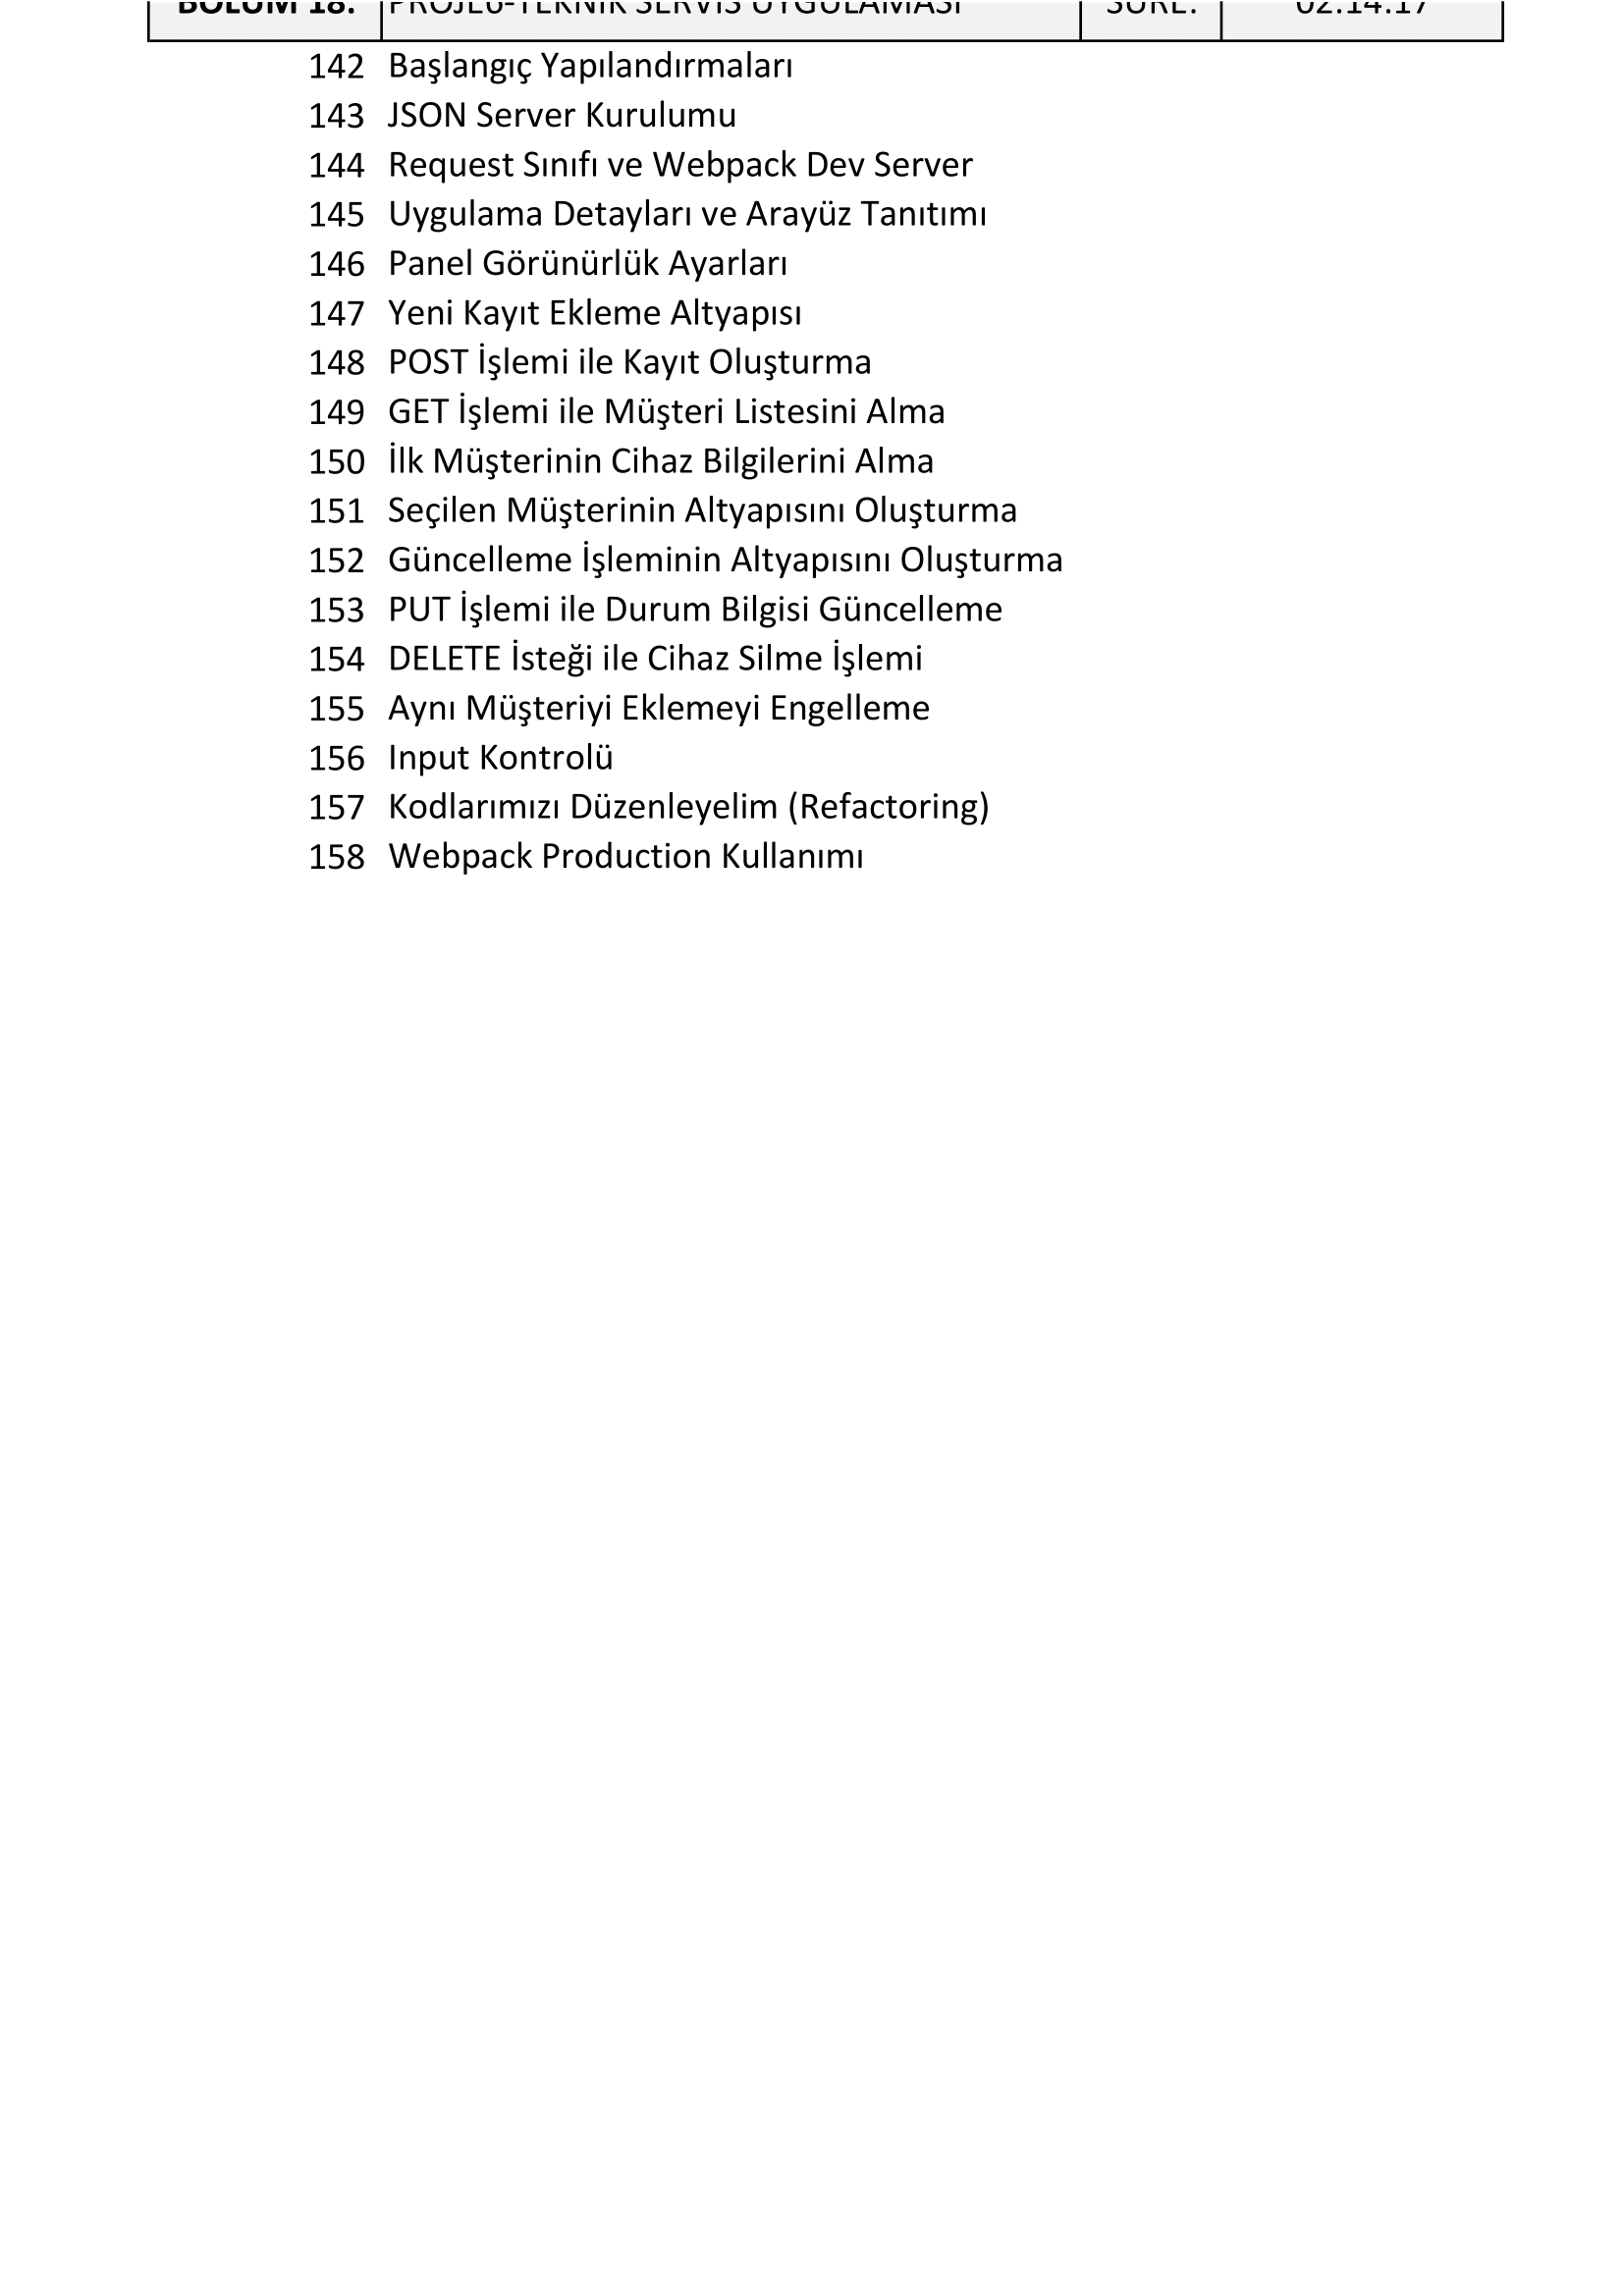 BÖLÜM 18. PROJE6-TEKNİK SERVİS UYGULAMASI SÜRE: 02:14:17
142 Başlangıç Yapılandırmaları
143 JSON Server Kurulumu
144 Request Sınıfı ve Webpack Dev Server
145 Uygulama Detayları ve Arayüz Tanıtımı
146 Panel Görünürlük Ayarları
147 Yeni Kayıt Ekleme Altyapısı
148 POST İşlemi ile Kayıt Oluşturma
149 GET İşlemi ile Müşteri Listesini Alma
150 İlk Müşterinin Cihaz Bilgilerini Alma
151 Seçilen Müşterinin Altyapısını Oluşturma
152 Güncelleme İşleminin Altyapısını Oluşturma
153 PUT İşlemi ile Durum Bilgisi Güncelleme
154 DELETE İsteği ile Cihaz Silme İşlemi
155 Aynı Müşteriyi Eklemeyi Engelleme
156 Input Kontrolü
157 Kodlarımızı Düzenleyelim (Refactoring)
158 Webpack Production Kullanımı